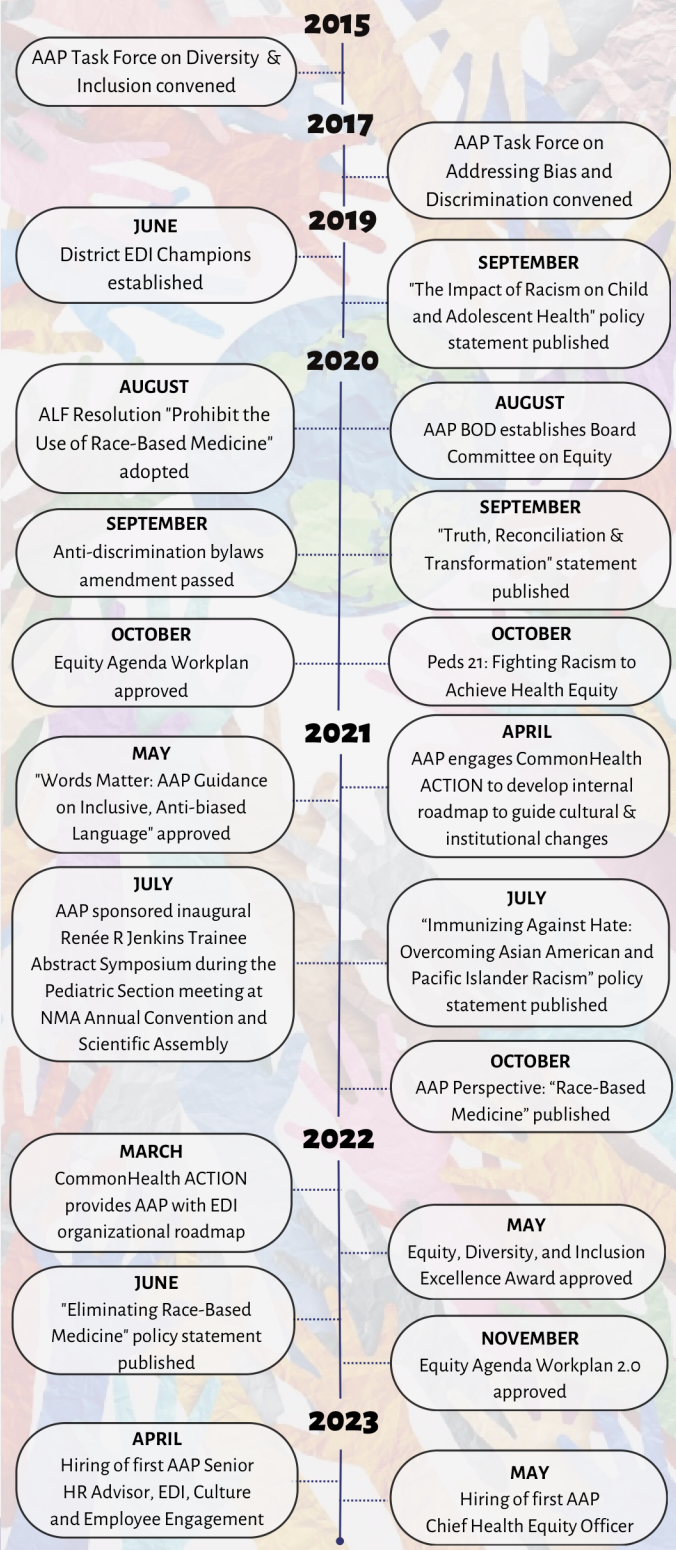 2015
AAP Task Force on Diversity &
Inclusion convened
2017
AAP Task Force on
Addressing Bias and
Discrimination convened
2019
JUNE
District EDI Champions
established
SEPTEMBER
"The Impact of Racism on Child
and Adolescent Health" policy
statement published
2020
AUGUST
ALF Resolution "Prohibit the
Use of Race-Based Medicine"
adopted
AUGUST
AAP BOD establishes Board
Committee on Equity
SEPTEMBER
Anti-discrimination bylaws
amendment passed
SEPTEMBER
"Truth, Reconciliation &
Transformation" statement
published
OCTOBER
Equity Agenda Workplan
approved
OCTOBER
Peds 21: Fighting Racism to
Achieve Health Equity
2021
APRIL
AAP engages CommonHealth
ACTION to develop internal
roadmap to guide cultural &
institutional changes
MAY
"Words Matter: AAP Guidance
on Inclusive, Anti-biased
Language" approved
JULY
AAP sponsored inaugural
Renée R Jenkins Trainee
Abstract Symposium during the
Pediatric Section meeting at
NMA Annual Convention and
Scientific Assembly
JULY
“Immunizing Against Hate:
Overcoming Asian American and
Pacific Islander Racism” policy
statement published
OCTOBER
AAP Perspective: “Race-Based
Medicine” published
2022
MARCH
CommonHealth ACTION
provides AAP with EDI
organizational roadmap
MAY
Equity, Diversity, and Inclusion
Excellence Award approved
JUNE
"Eliminating Race-Based
Medicine" policy statement
published
NOVEMBER
Equity Agenda Workplan 2.0
approved
2023
APRIL
Hiring of first AAP Senior
HR Advisor, EDI, Culture
and Employee Engagement
MAY
Hiring of first AAP
Chief Health Equity Officer